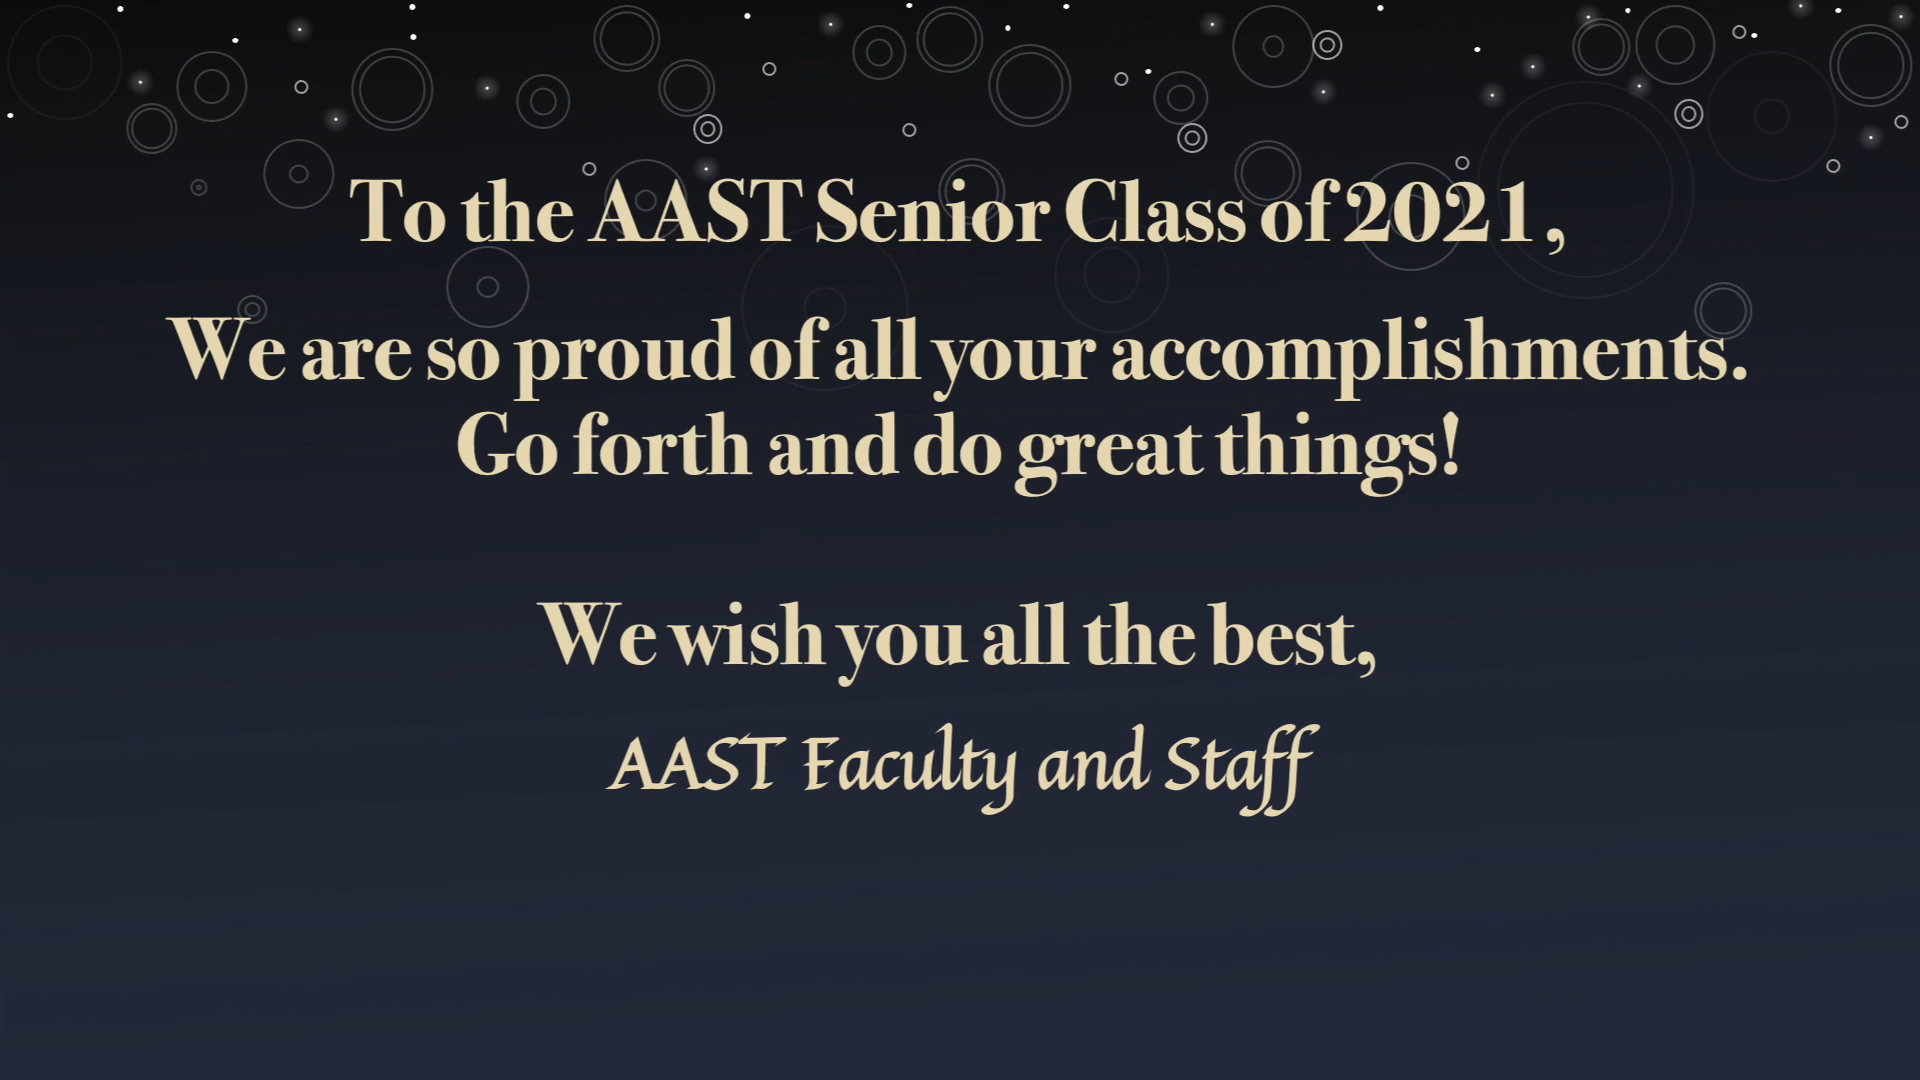 To the AAST Senior Class of 2021,
We are so proud of all your accomplishments.
Go forth and do great things!
We wish you all the best,
AAST Faculty and Staff